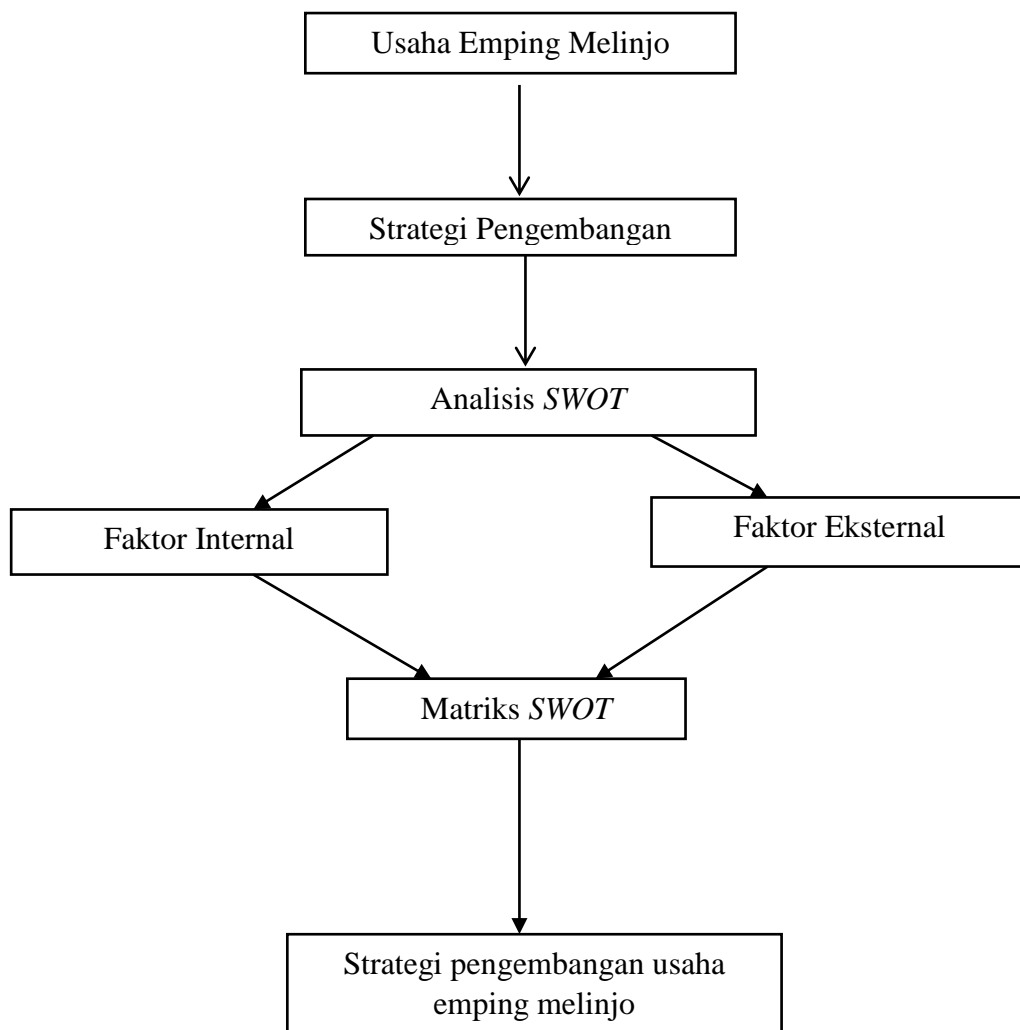 Usaha Emping Melinjo
Strategi Pengembangan
Analisis SWOT
Faktor Internal
Faktor Eksternal
Matriks SWOT
Strategi pengembangan usaha
emping melinjo